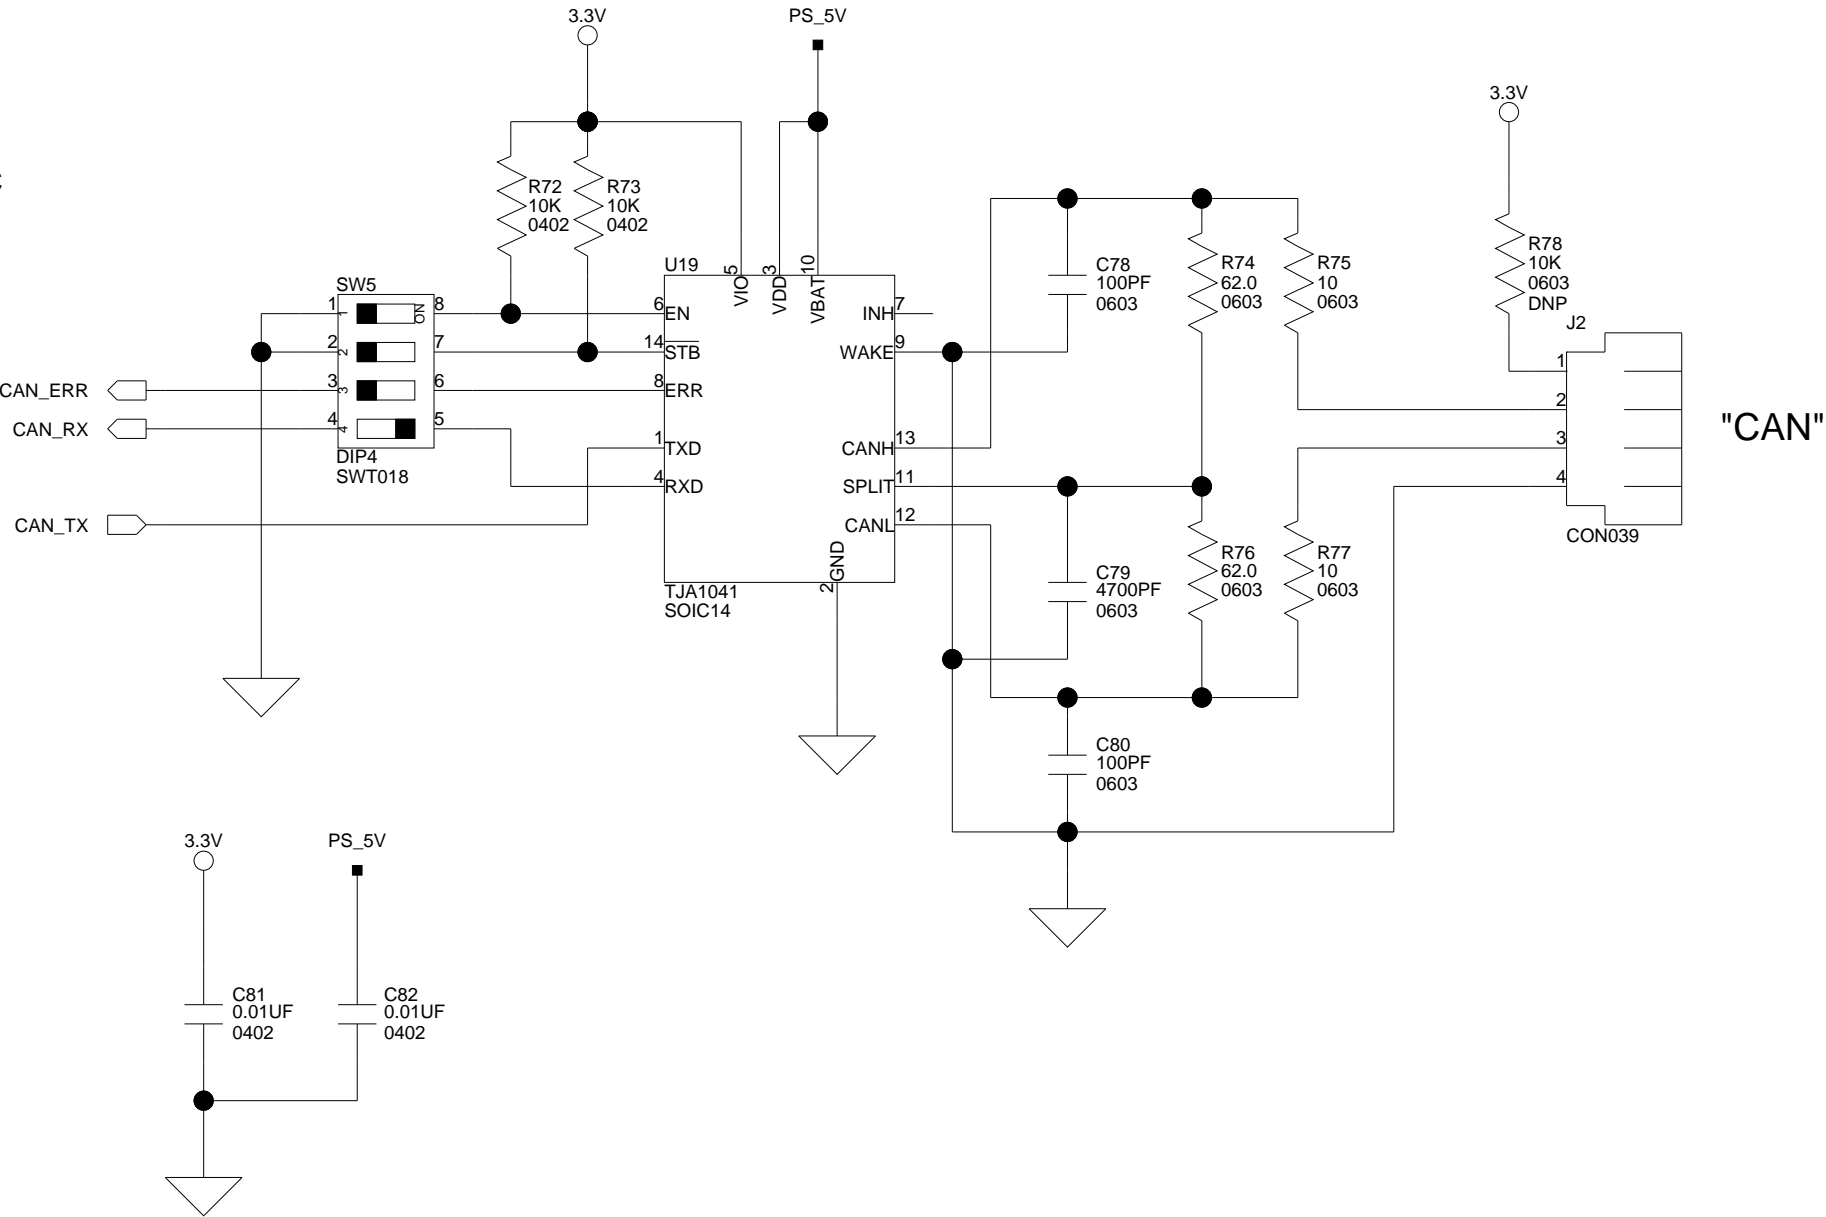 3.3V
PS_5V
3.3V
R72
10K
0402
R73
10K
0402
SW5
1
2
3
4
1
2
3
4
ON
8
7
6
5
DIP4
SWT018
CAN_ERR
CAN_RX
CAN_TX
U19
5
VIO
3
VDD
10
VBAT
6
EN
14
STB
8
ERR
1
TXD
4
RXD
INH
7
WAKE
9
CANH
13
SPLIT
11
CANL
12
GND
2
TJA1041
SOIC14
C78
100PF
0603
R74
62.0
0603
R75
10
0603
C79
4700PF
0603
R76
62.0
0603
R77
10
0603
C80
100PF
0603
R78
10K
0603
DNP
J2
1
2
3
4
CON039
"CAN"
3.3V
PS_5V
C81
0.01UF
0402
C82
0.01UF
0402